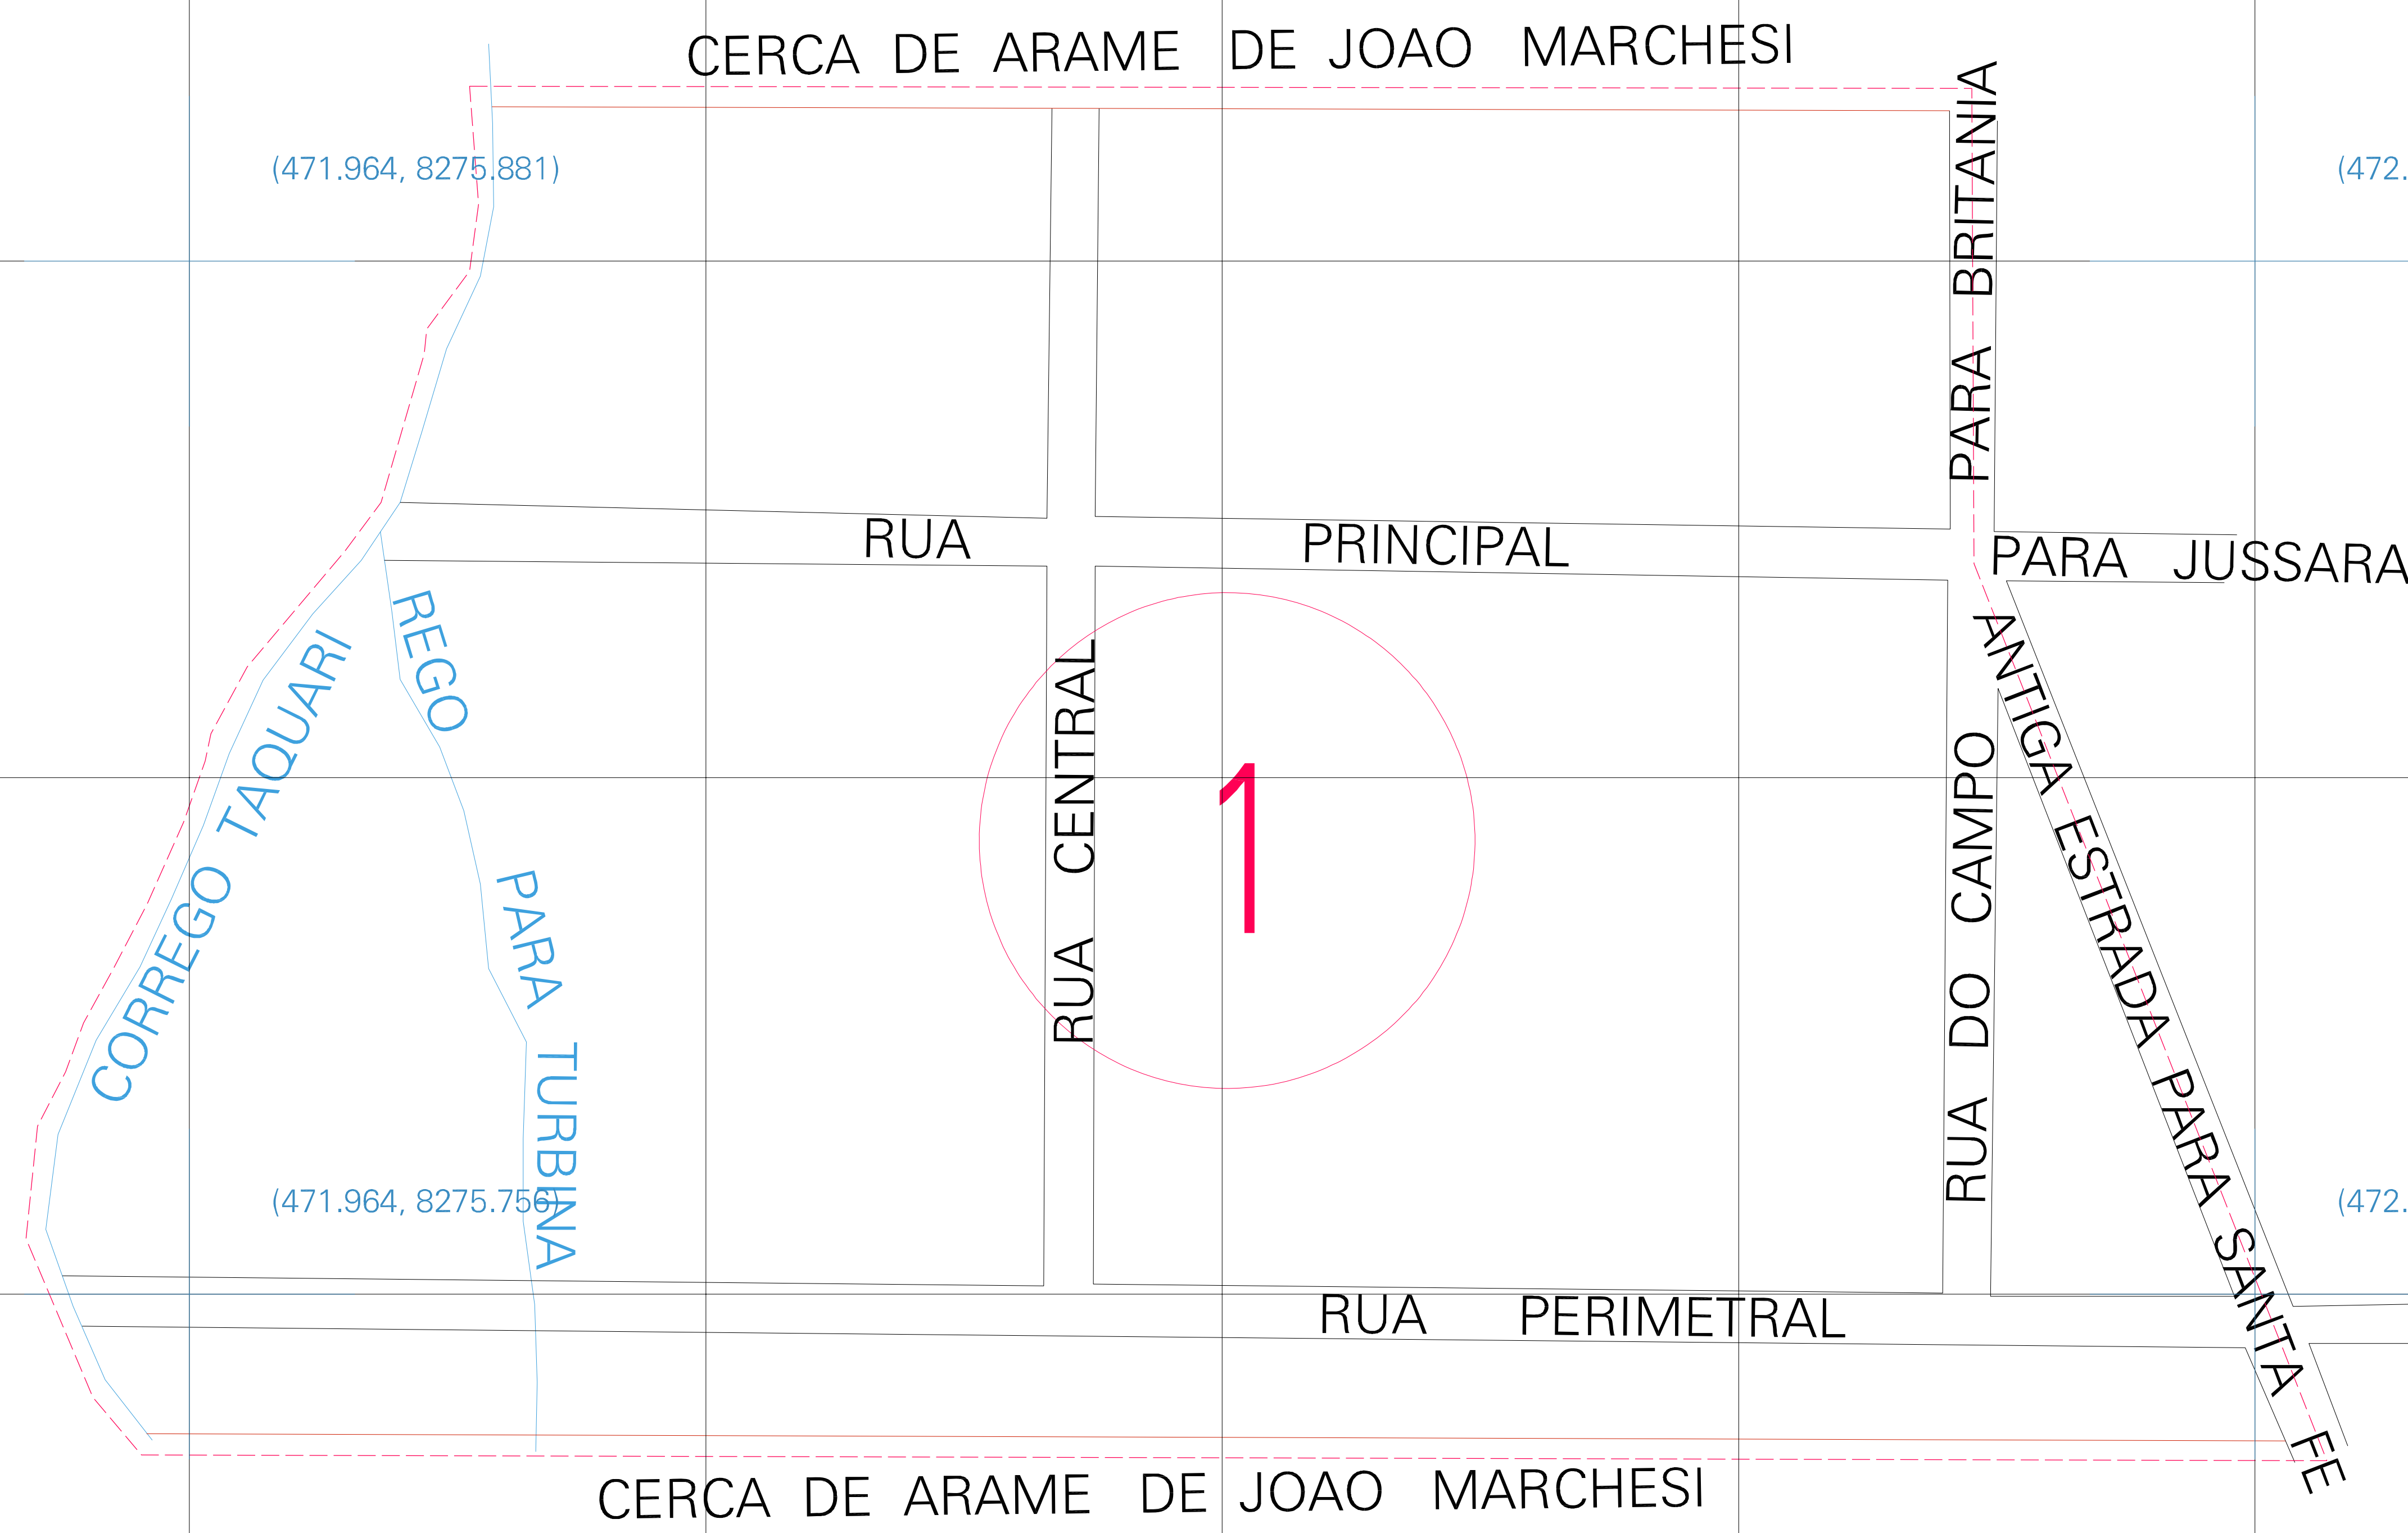 CERCA DE ARAME DE JOAO MARCHESI
(471.964, 8275.881)
(472.
PARA BRITANIA
RUA PRINCIPAL
PARA JUSSARA
REGO PARA TURBINA
CORREGO TAQUARI
RUA CENTRAL
1
RUA DO CAMPO
ANTIGA ESTRADA PARA SANTA FE
(471.964, 8275.756)
(472.
RUA PERIMETRAL
CERCA DE ARAME DE JOAO MARCHESI